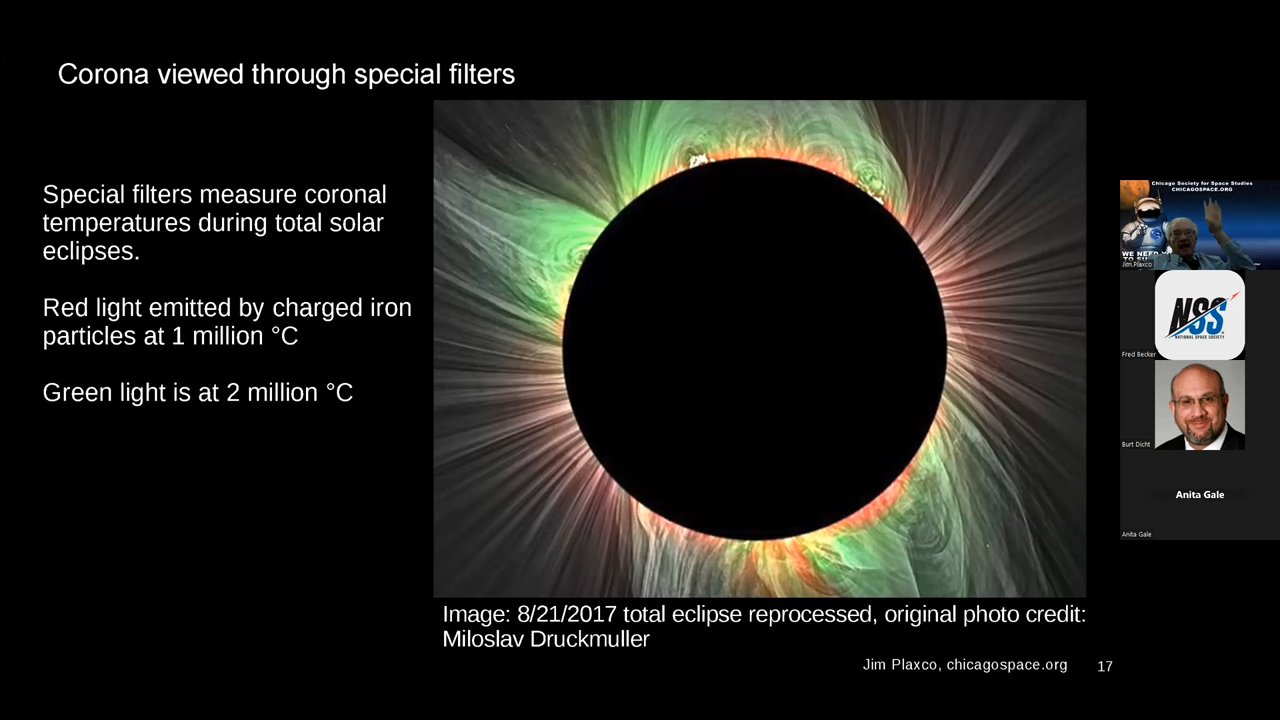 Corona viewed through special filters
Special filters measure coronal
temperatures during total solar
eclipses.
Red light emitted by charged iron
particles at 1 million °C
Green light is at 2 million °C
Image: 8/21/2017 total eclipse reprocessed, original photo credit:
Miloslav Druckmuller
Jim Plaxco, chicagospace.org
17
Chicago Society for Space Studies
CHICAGOSPACE.ORG
WE NEED
Jim Plaxco
NSS
NATIONAL SPACE SOCIETY
Fred Becker
Burt Dicht
Anita Gale
Anita Gale